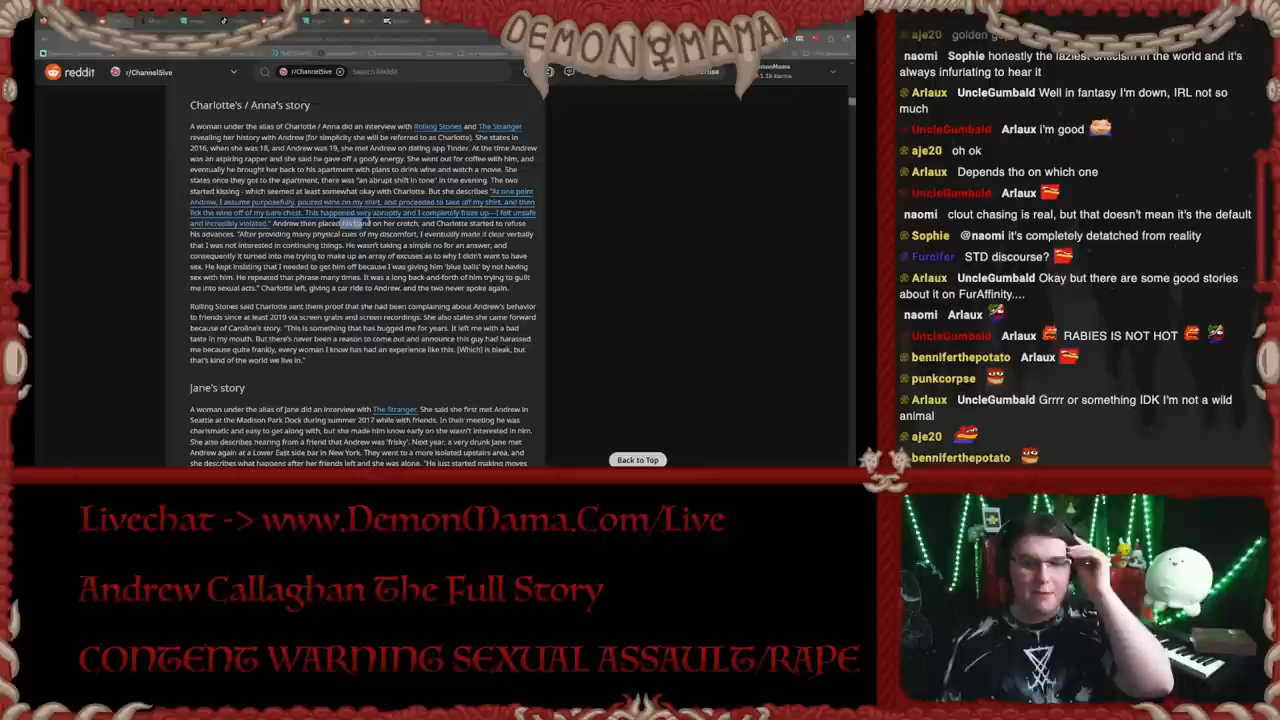 DEMON MAMA
reddit
r/Channel5ive
r/Channel5ive
Search Reddit
Charlotte's / Anna's story
A woman under the alias of Charlotte / Anna did an interview with Rolling Stones and The Stranger
revealing her history with Andrew (for simplicity she will be referred to as Charlotte). She states in
2016, when she was 18, and Andrew was 19, she met Andrew on dating app Tinder. At the time Andrew
was an aspiring rapper and she said he gave off a goofy energy. She went out for coffee with him, and
eventually he brought her back to his apartment with plans to drink wine and watch a movie. She
states once they got to the apartment, there was "an abrupt shift in tone" in the evening. The two
started kissing - which seemed at least somewhat okay with Charlotte. But she describes "At one point
Andrew, I assume purposefully, poured wine on my shirt, and proceeded to take off my shirt, and then
lick the wine off of my bare chest. This happened very abruptly and I completely froze up—I felt unsafe
and incredibly violated." Andrew then placed his hand on her crotch, and Charlotte started to refuse
his advances. "After providing many physical cues of my discomfort, I eventually made it clear verbally
that I was not interested in continuing things. He wasn't taking a simple no for an answer, and
consequently it turned into me trying to make up an array of excuses as to why I didn't want to have
sex. He kept insisting that I needed to get him off because I was giving him 'blue balls' by not having
sex with him. He repeated that phrase many times. It was a long back-and-forth of him trying to guilt
me into sexual acts." Charlotte left, giving a car ride to Andrew, and the two never spoke again.
Rolling Stones said Charlotte sent them proof that she had been complaining about Andrew's behavior
to friends since at least 2019 via screen grabs and screen recordings. She also states she came forward
because of Caroline's story. "This is something that has bugged me for years. It left me with a bad
taste in my mouth. But there's never been a reason to come out and announce this guy had harassed
me because quite frankly, every woman I know has had an experience like this. [Which] is bleak, but
that's kind of the world we live in."
Jane's story
A woman under the alias of Jane did an interview with The Stranger. She said she first met Andrew in
Seattle at the Madison Park Dock during summer 2017 while with friends. In their meeting he was
charismatic and easy to get along with, but she made him know early on she wasn't interested in him.
She also describes hearing from a friend that Andrew was 'frisky'. Next year, a very drunk Jane met
Andrew again at a Lower East side bar in New York. They went to a more isolated upstairs area, and
she describes what happens after her friends left and she was alone. "He just started making moves
Back to Top
aje20 golden
naomi Sophie honestly the laziest criticism in the world and it's
always infuriating to hear it
Arlaux UncleGumbald Well in fantasy I'm down, IRL not so
much
UncleGumbald Arlaux i'm good
aje20 oh ok
Arlaux Depends tho on which one
UncleGumbald Arlaux
naomi clout chasing is real, but that doesn't mean it's the default
Sophie @naomi it's completely detatched from reality
Furcifer STD discourse?
Arlaux UncleGumbald Okay but there are some good stories
about it on FurAffinity....
naomi Arlaux
UncleGumbald Arlaux RABIES IS NOT HOT
benniferthepotato Arlaux
punkcorpse
Arlaux UncleGumbald Grrrr or something IDK I'm not a wild
animal
aje20
benniferthepotato
Livechat -> www.DemonMama.Com/Live
Andrew Callaghan The Full Story
CONTENT WARNING SEXUAL ASSAULT/RAPE